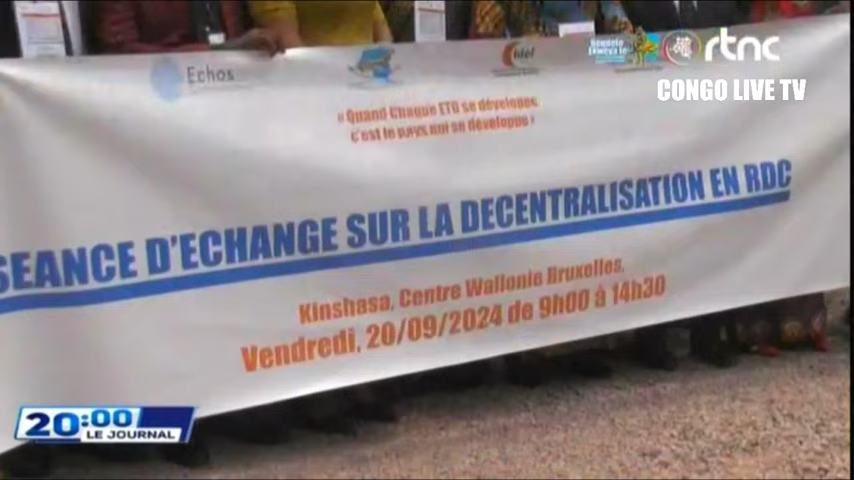 Echos
rtnc
CONGO LIVE TV
« Quand Chaque ETD se développe,
c'est le pays qui se développe »
SEANCE D'ECHANGE SUR LA DECENTRALISATION EN RDC
Kinshasa, Centre Wallonie Bruxelles,
Vendredi, 20/09/2024 de 9h00 à 14h30
20:00
LE JOURNAL